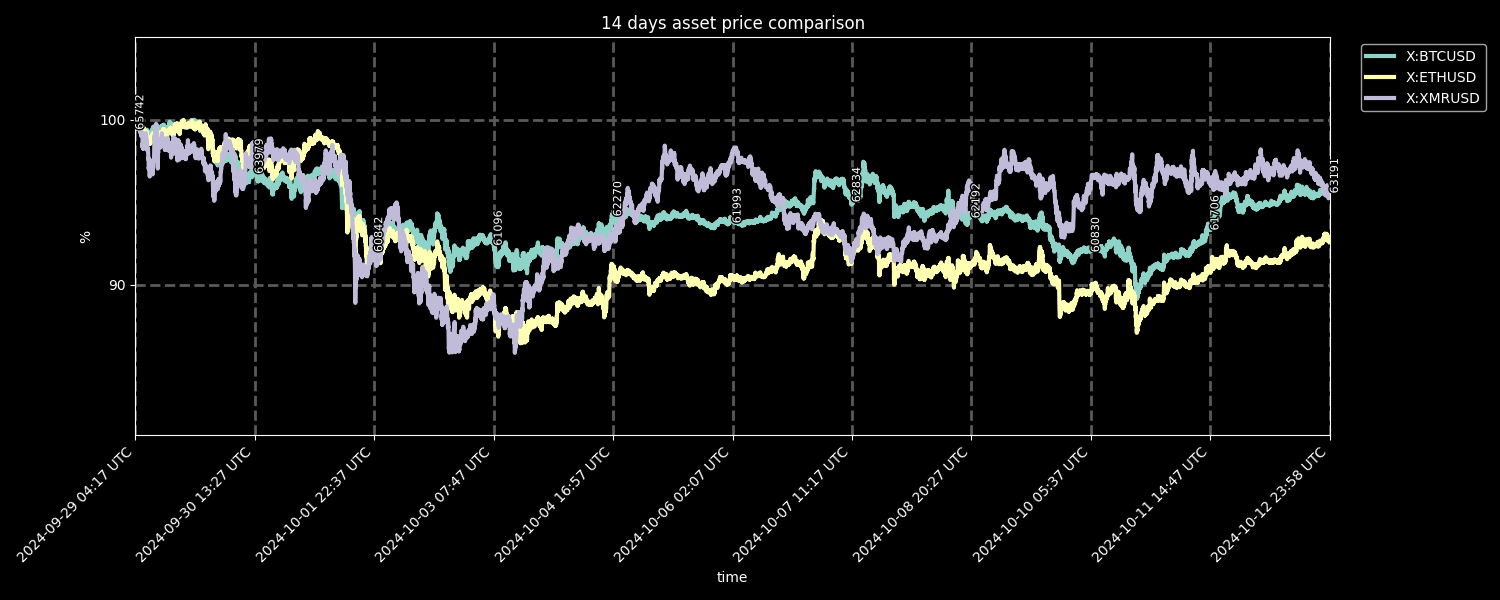 14 days asset price comparison
X:BTCUSD
X:ETHUSD
X:XMRUSD
100
90
%
65742
63979
60842
61096
62270
61993
62834
62192
60830
61706
63191
2024-09-29 04:17 UTC
2024-09-30 13:27 UTC
2024-10-01 22:37 UTC
2024-10-03 07:47 UTC
2024-10-04 16:57 UTC
2024-10-06 02:07 UTC
2024-10-07 11:17 UTC
2024-10-08 20:27 UTC
2024-10-10 05:37 UTC
2024-10-11 14:47 UTC
2024-10-12 23:58 UTC
time